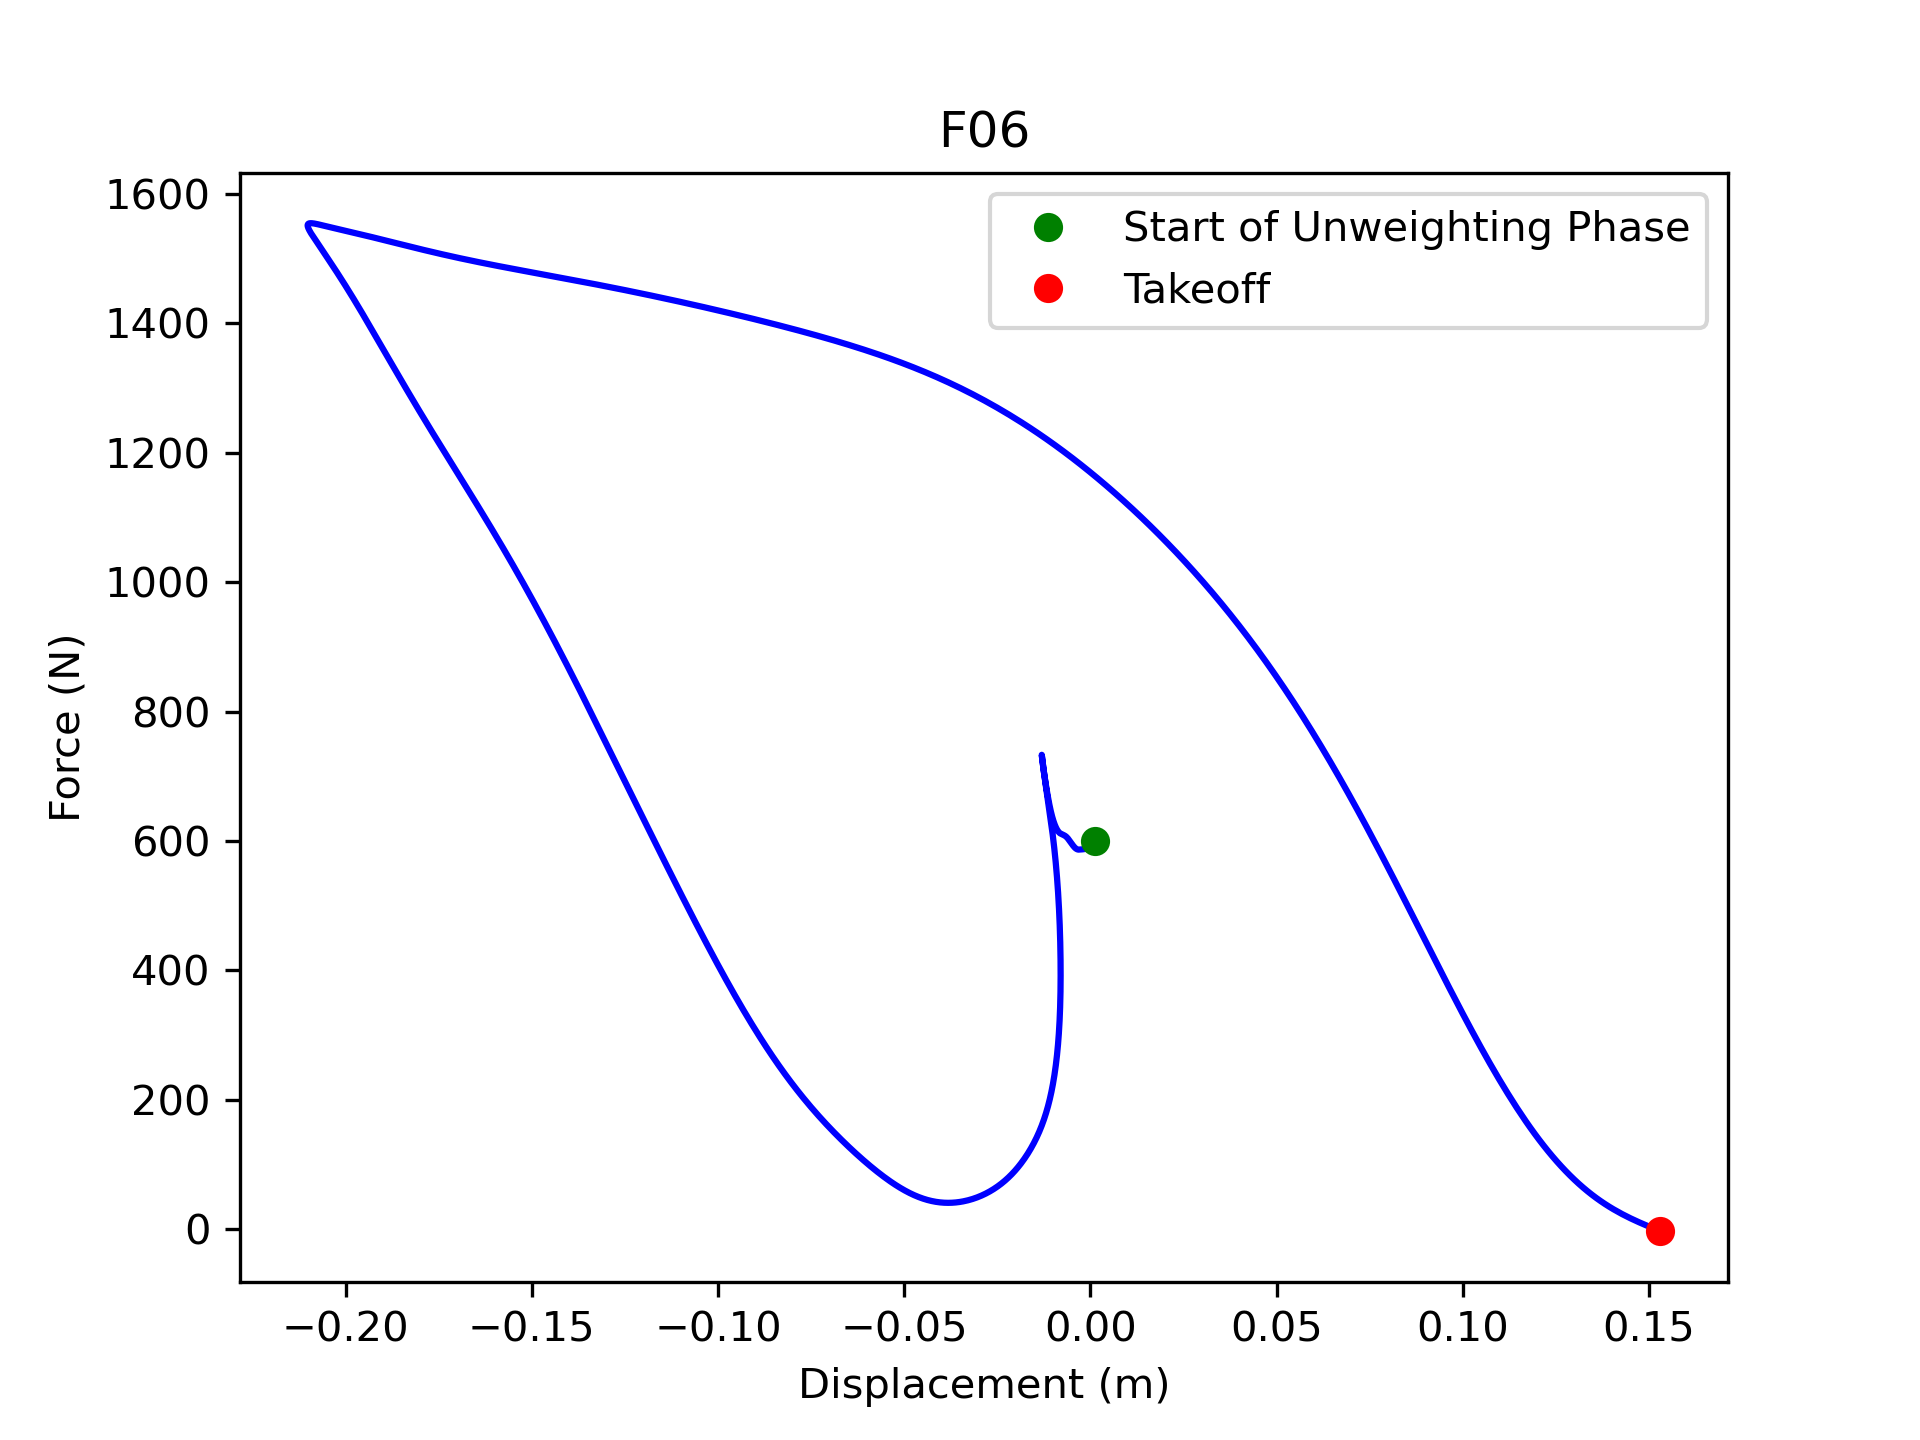 F06
Start of Unweighting Phase
Takeoff
1600
1400
1200
1000
800
600
400
200
0
Force (N)
−0.20 −0.15 −0.10 −0.05 0.00 0.05 0.10 0.15
Displacement (m)